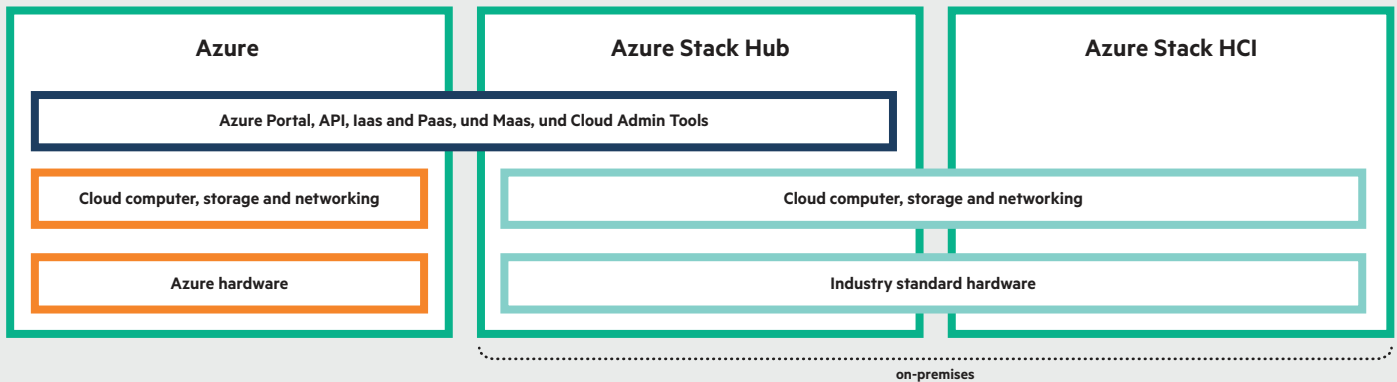 Azure
Azure Stack Hub
Azure Stack HCI
Azure Portal, API, Iaas and Paas, und Maas, und Cloud Admin Tools
Cloud computer, storage and networking
Cloud computer, storage and networking
Azure hardware
Industry standard hardware
on-premises